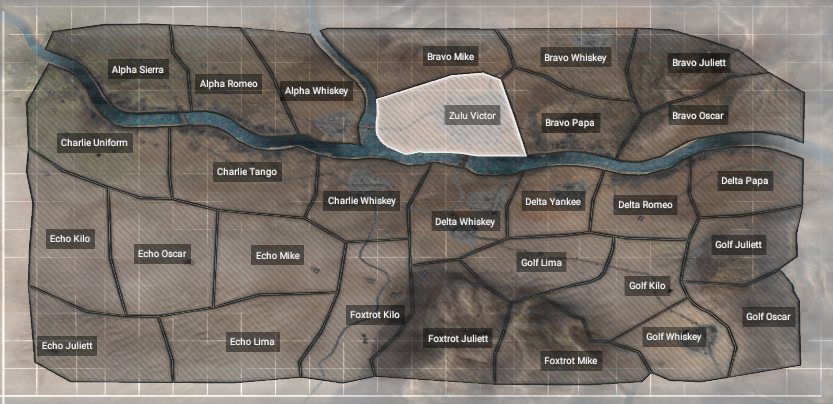 Bravo Mike
Bravo Whiskey
Bravo Juliett
Alpha Sierra
Alpha Romeo
Alpha Whiskey
Zulu Victor
Bravo Papa
Bravo Oscar
Charlie Uniform
Charlie Tango
Charlie Whiskey
Delta Whiskey
Delta Yankee
Delta Romeo
Delta Papa
Echo Kilo
Echo Oscar
Echo Mike
Golf Lima
Golf Juliett
Golf Kilo
Foxtrot Kilo
Golf Oscar
Echo Juliett
Echo Lima
Foxtrot Juliett
Golf Whiskey
Foxtrot Mike